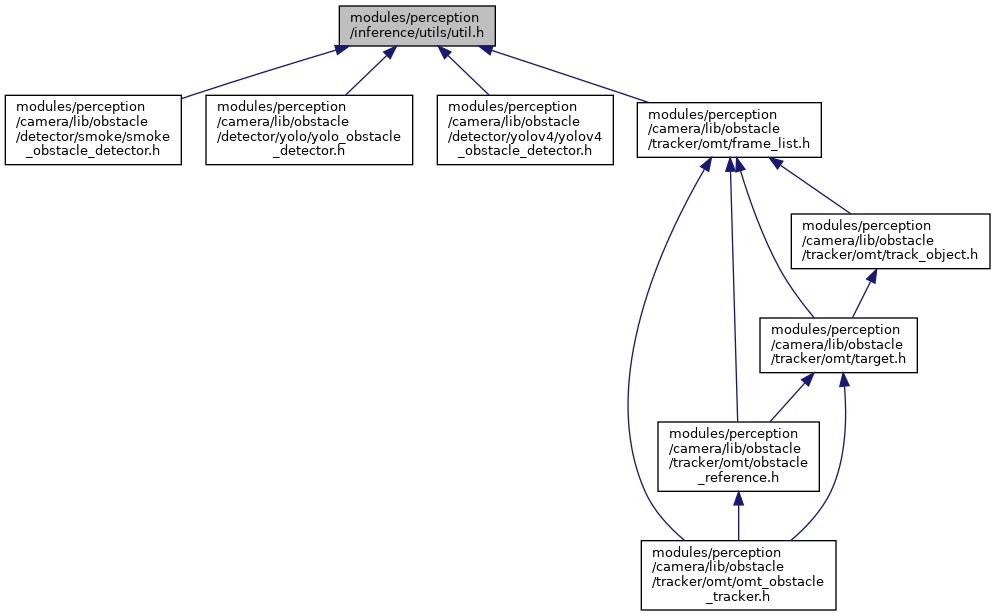 modules/perception
/inference/utils/util.h
modules/perception
/camera/lib/obstacle
/detector/smoke/smoke
_obstacle_detector.h
modules/perception
/camera/lib/obstacle
/detector/yolo/yolo_obstacle
_detector.h
modules/perception
/camera/lib/obstacle
/detector/yolov4/yolov4
_obstacle_detector.h
modules/perception
/camera/lib/obstacle
/tracker/omt/frame_list.h
modules/perception
/camera/lib/obstacle
/tracker/omt/track_object.h
modules/perception
/camera/lib/obstacle
/tracker/omt/target.h
modules/perception
/camera/lib/obstacle
/tracker/omt/obstacle
_reference.h
modules/perception
/camera/lib/obstacle
/tracker/omt/omt_obstacle
_tracker.h